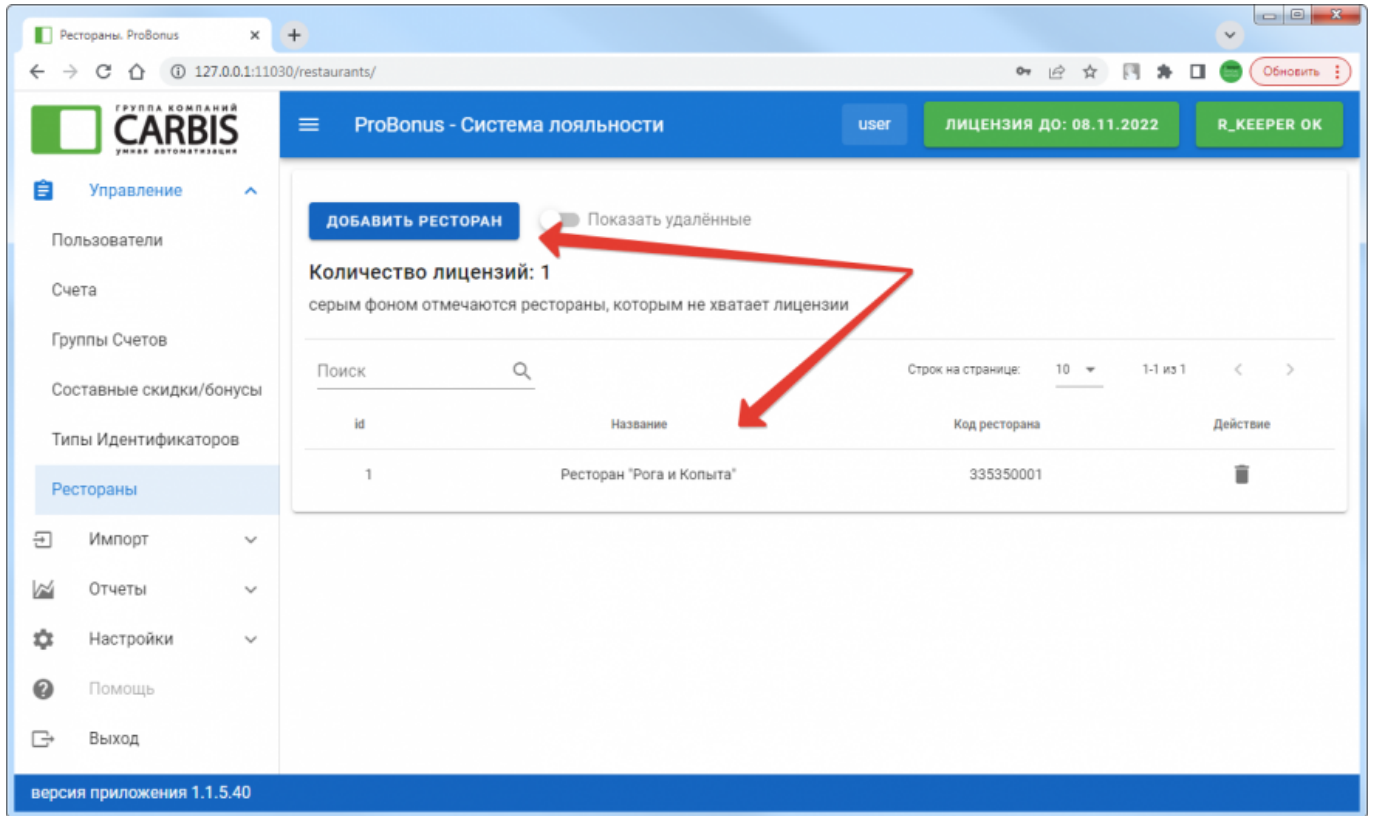 Рестораны. ProBonus
127.0.0.1:11030/restaurants/
Обновить
ГРУППА КОМПАНИЙ
CARBIS
умная автоматизация
ProBonus - Система лояльности
user
ЛИЦЕНЗИЯ ДО: 08.11.2022
R_KEEPER OK
Управление
Пользователи
Счета
Группы Счетов
Составные скидки/бонусы
Типы Идентификаторов
Рестораны
Импорт
Отчеты
Настройки
Помощь
Выход
ДОБАВИТЬ РЕСТОРАН
Показать удалённые
Количество лицензий: 1
серым фоном отмечаются рестораны, которым не хватает лицензии
Поиск
Строк на странице: 10 1-1 из 1
id Название Код ресторана Действие
1 Ресторан "Рога и Копыта" 335350001
версия приложения 1.1.5.40